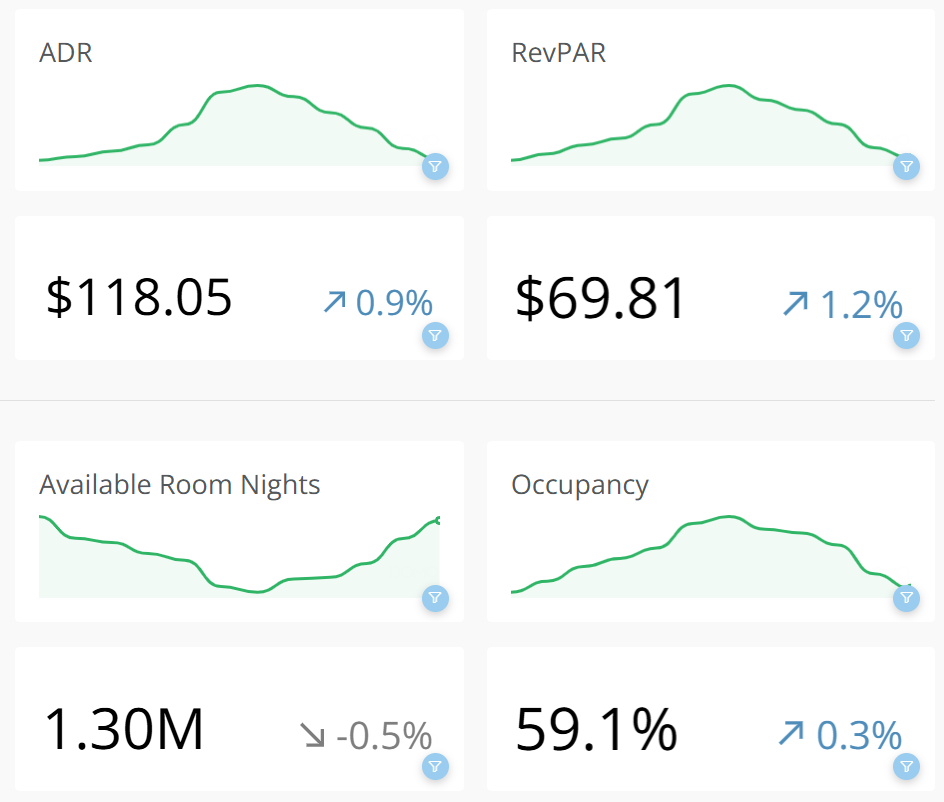 ADR
RevPAR
$118.05
0.9%
$69.81
1.2%
Available Room Nights
Occupancy
1.30M
-0.5%
59.1%
0.3%